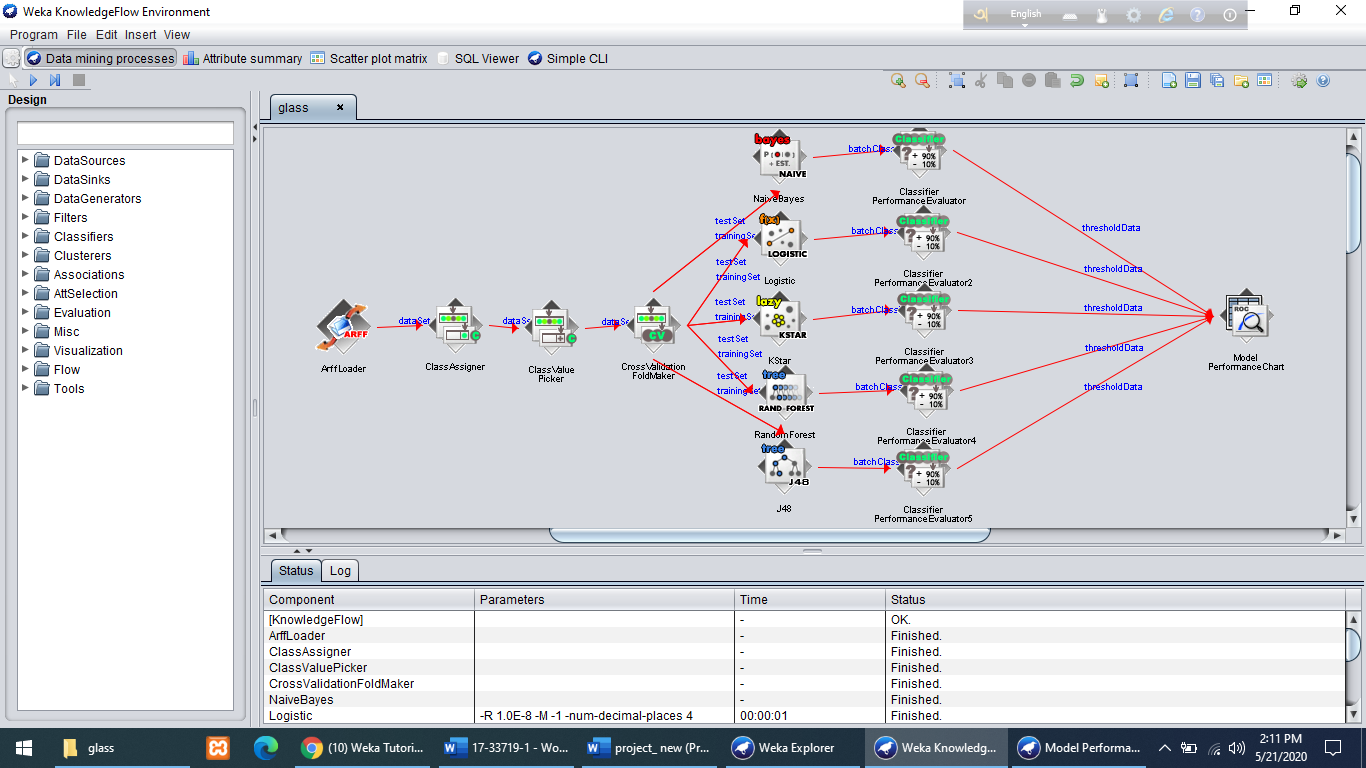 Weka KnowledgeFlow Environment
English
Program File Edit Insert View
Data mining processes Attribute summary Scatter plot matrix SQL Viewer Simple CLI
Design
glass
DataSources
DataSinks
DataGenerators
Filters
Classifiers
Clusterers
Associations
AttSelection
Evaluation
Misc
Visualization
Flow
Tools
ArffLoader
ARFF
dataSet
ClassAssigner
C
dataS
ClassValue
Picker
C
dataS
CV
CrossValidation
FoldMaker
bayes
P
+ EST.
NAIVE
NaiveBayes
testSet
trainingSe
f(x)
LOGISTIC
Logistic
testSet
trainingSet
lazy
KSTAR
KStar
testSet
trainingS
tree
RAND-FOREST
RandomForest
testSet
trainingSet
tree
J48
J48
testSet
trainingSe
batchClass
Classifier
? + 90%
- 10%
Classifier
PerformanceEvaluator
batchClass
Classifier
? + 90%
- 10%
Classifier
PerformanceEvaluator2
batchClass
Classifier
? + 90%
- 10%
Classifier
PerformanceEvaluator3
batchClass
Classifier
? + 90%
- 10%
Classifier
PerformanceEvaluator4
batchClass
Classifier
? + 90%
- 10%
Classifier
PerformanceEvaluator5
thresholdData
thresholdData
thresholdData
thresholdData
thresholdData
ROC
Model
PerformanceChart
Status Log
Component Parameters Time Status
[KnowledgeFlow] - OK.
ArffLoader - Finished.
ClassAssigner - Finished.
ClassValuePicker - Finished.
CrossValidationFoldMaker - Finished.
NaiveBayes - Finished.
Logistic -R 1.0E-8 -M -1 -num-decimal-places 4 00:00:01 Finished.
glass
(10) Weka Tutori...
17-33719-1 - Wo...
project_ new (Pr...
Weka Explorer
Weka Knowledg...
Model Performa...
2:11 PM
5/21/2020